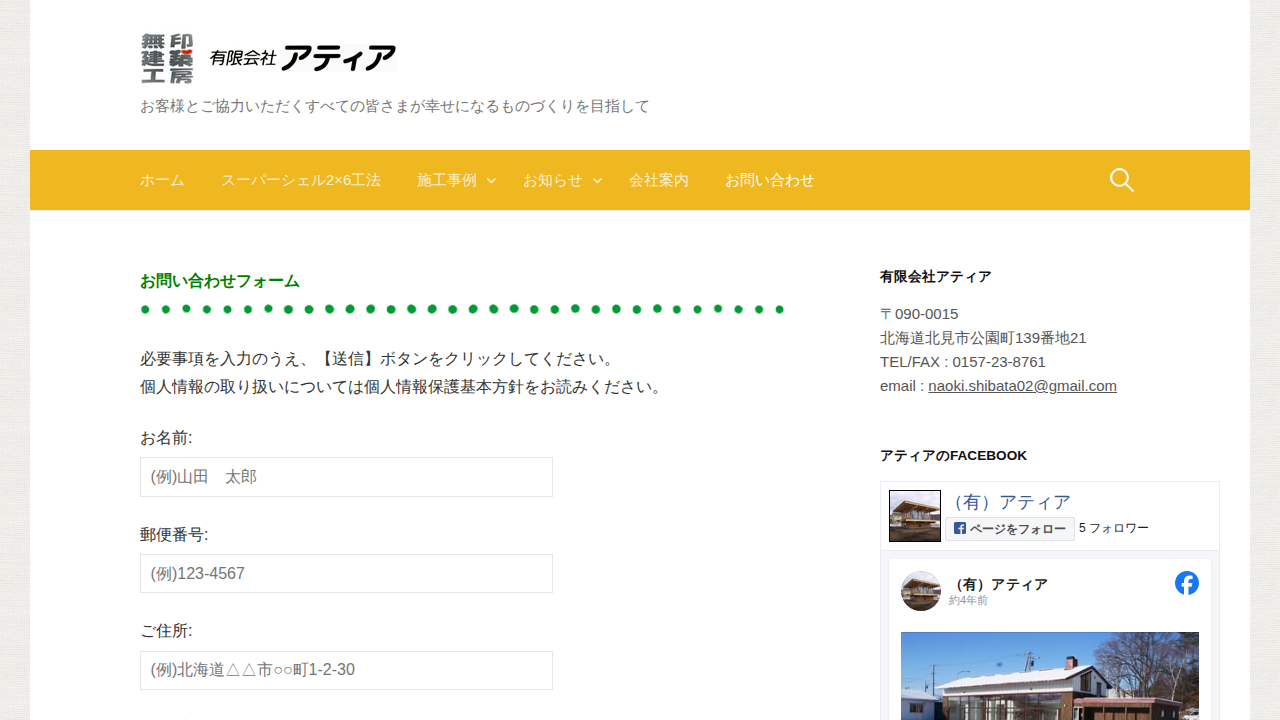 無印
建築
工房
有限会社アティア
お客様とご協力いただくすべての皆さまが幸せになるものづくりを目指して
ホーム スーパーシェル2×6工法 施工事例 お知らせ 会社案内 お問い合わせ
お問い合わせフォーム
必要事項を入力のうえ、【送信】ボタンをクリックしてください。
個人情報の取り扱いについては個人情報保護基本方針をお読みください。
お名前:
(例)山田　太郎
郵便番号:
(例)123-4567
ご住所:
(例)北海道△△市○○町1-2-30
有限会社アティア
〒090-0015
北海道北見市公園町139番地21
TEL/FAX : 0157-23-8761
email : naoki.shibata02@gmail.com
アティアのFACEBOOK
（有）アティア
ページをフォロー 5 フォロワー
（有）アティア
約4年前